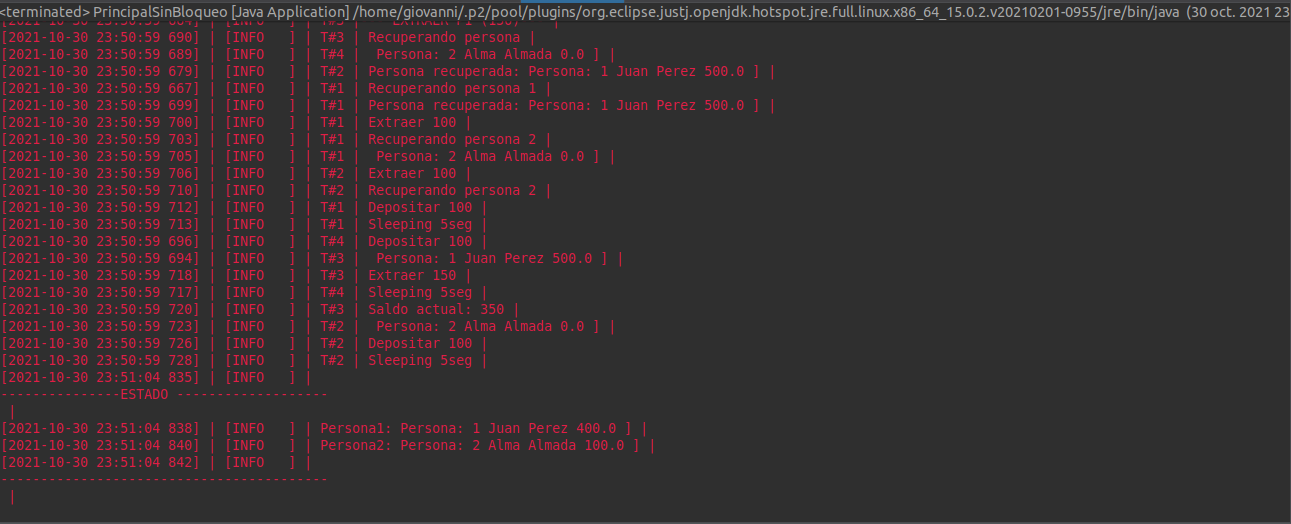 <terminated> PrincipalSinBloqueo [Java Application] /home/giovanni/.p2/pool/plugins/org.eclipse.justj.openjdk.hotspot.jre.full.linux.x86_64_15.0.2.v20210201-0955/jre/bin/java (30 oct. 2021 23
[2021-10-30 23:50:59 690] | [INFO   ] | T#3 | Recuperando persona |
[2021-10-30 23:50:59 689] | [INFO   ] | T#4 |  Persona: 2 Alma Almada 0.0 ] |
[2021-10-30 23:50:59 679] | [INFO   ] | T#2 | Persona recuperada: Persona: 1 Juan Perez 500.0 ] |
[2021-10-30 23:50:59 667] | [INFO   ] | T#1 | Recuperando persona 1 |
[2021-10-30 23:50:59 699] | [INFO   ] | T#1 | Persona recuperada: Persona: 1 Juan Perez 500.0 ] |
[2021-10-30 23:50:59 700] | [INFO   ] | T#1 | Extraer 100 |
[2021-10-30 23:50:59 703] | [INFO   ] | T#1 | Recuperando persona 2 |
[2021-10-30 23:50:59 705] | [INFO   ] | T#1 |  Persona: 2 Alma Almada 0.0 ] |
[2021-10-30 23:50:59 706] | [INFO   ] | T#2 | Extraer 100 |
[2021-10-30 23:50:59 710] | [INFO   ] | T#2 | Recuperando persona 2 |
[2021-10-30 23:50:59 712] | [INFO   ] | T#1 | Depositar 100 |
[2021-10-30 23:50:59 713] | [INFO   ] | T#1 | Sleeping 5seg |
[2021-10-30 23:50:59 696] | [INFO   ] | T#4 | Depositar 100 |
[2021-10-30 23:50:59 694] | [INFO   ] | T#3 |  Persona: 1 Juan Perez 500.0 ] |
[2021-10-30 23:50:59 718] | [INFO   ] | T#3 | Extraer 150 |
[2021-10-30 23:50:59 717] | [INFO   ] | T#4 | Sleeping 5seg |
[2021-10-30 23:50:59 720] | [INFO   ] | T#3 | Saldo actual: 350 |
[2021-10-30 23:50:59 723] | [INFO   ] | T#2 |  Persona: 2 Alma Almada 0.0 ] |
[2021-10-30 23:50:59 726] | [INFO   ] | T#2 | Depositar 100 |
[2021-10-30 23:50:59 728] | [INFO   ] | T#2 | Sleeping 5seg |
[2021-10-30 23:51:04 835] | [INFO   ] |
---------------ESTADO -------------------
 |
[2021-10-30 23:51:04 838] | [INFO   ] | Persona1: Persona: 1 Juan Perez 400.0 ] |
[2021-10-30 23:51:04 840] | [INFO   ] | Persona2: Persona: 2 Alma Almada 100.0 ] |
[2021-10-30 23:51:04 842] | [INFO   ] |
-----------------------------------------
 |